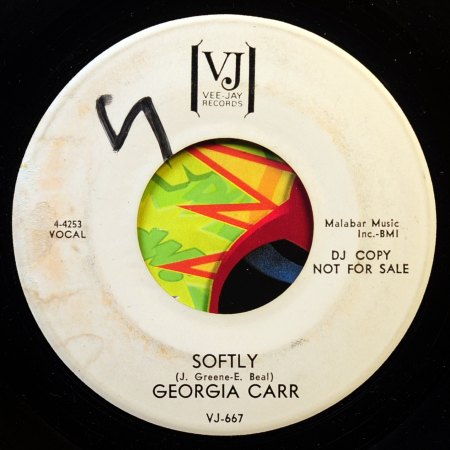 VJ
VEE-JAY
RECORDS
4-4253
VOCAL
Malabar Music
Inc.-BMI
DJ COPY
NOT FOR SALE
SOFTLY
(J. Greene-E. Beal)
GEORGIA CARR
VJ-667